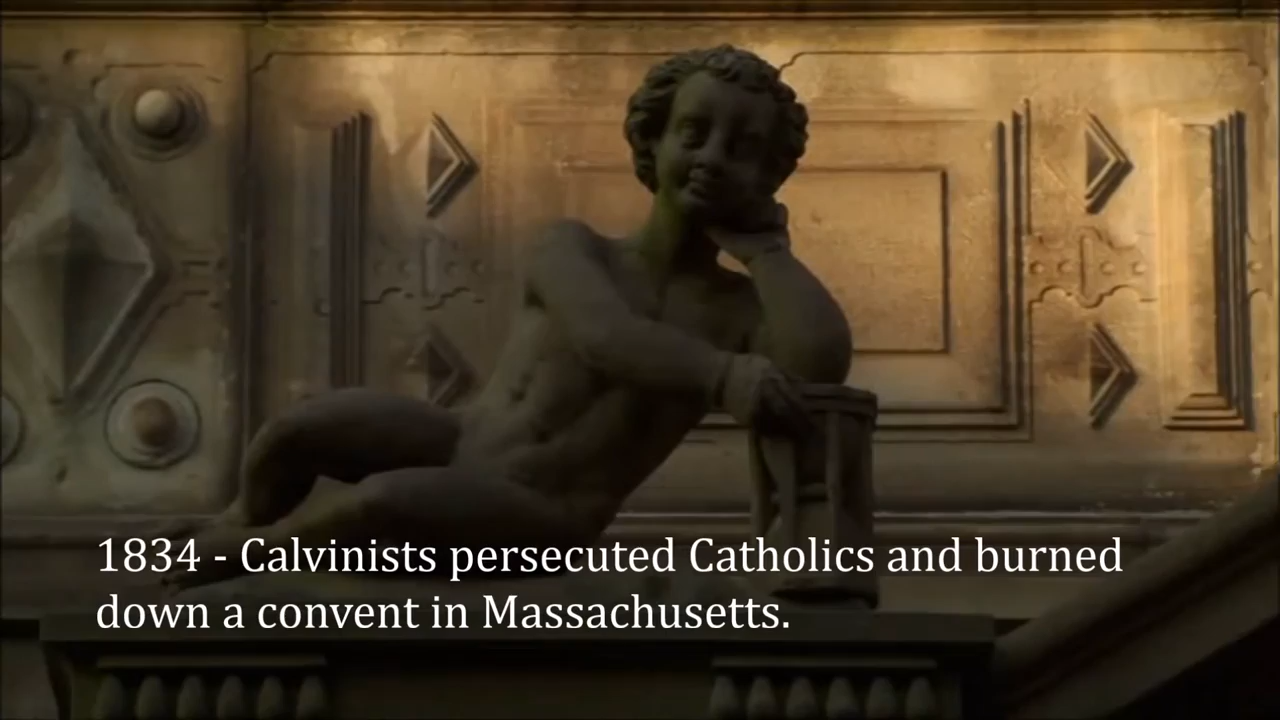 1834 - Calvinists persecuted Catholics and burned
down a convent in Massachusetts.